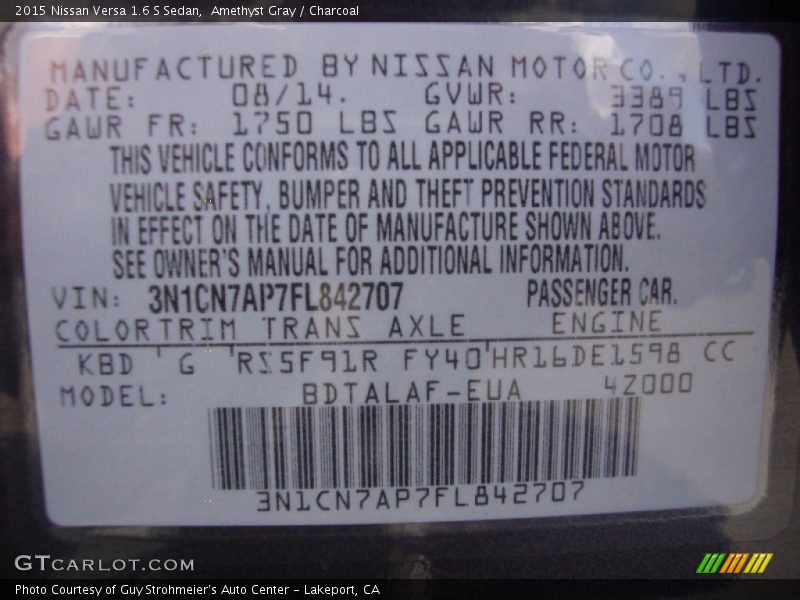 2015 Nissan Versa 1.6 S Sedan,  Amethyst Gray / Charcoal
MANUFACTURED BY NISSAN MOTOR CO., LTD.
DATE: 08/14. GVWR: 3389 LBS
GAWR FR: 1750 LBS GAWR RR: 1708 LBS
THIS VEHICLE CONFORMS TO ALL APPLICABLE FEDERAL MOTOR
VEHICLE SAFETY, BUMPER AND THEFT PREVENTION STANDARDS
IN EFFECT ON THE DATE OF MANUFACTURE SHOWN ABOVE.
SEE OWNER'S MANUAL FOR ADDITIONAL INFORMATION.
VIN: 3N1CN7AP7FL842707 PASSENGER CAR.
COLOR TRIM TRANS AXLE ENGINE
KBD G RS5F91R FY40 HR16DE1598 CC
MODEL: BDTALAF-EUA 4Z000
3N1CN7AP7FL842707
GTCARLOT.COM
Photo Courtesy of Guy Strohmeier's Auto Center – Lakeport, CA